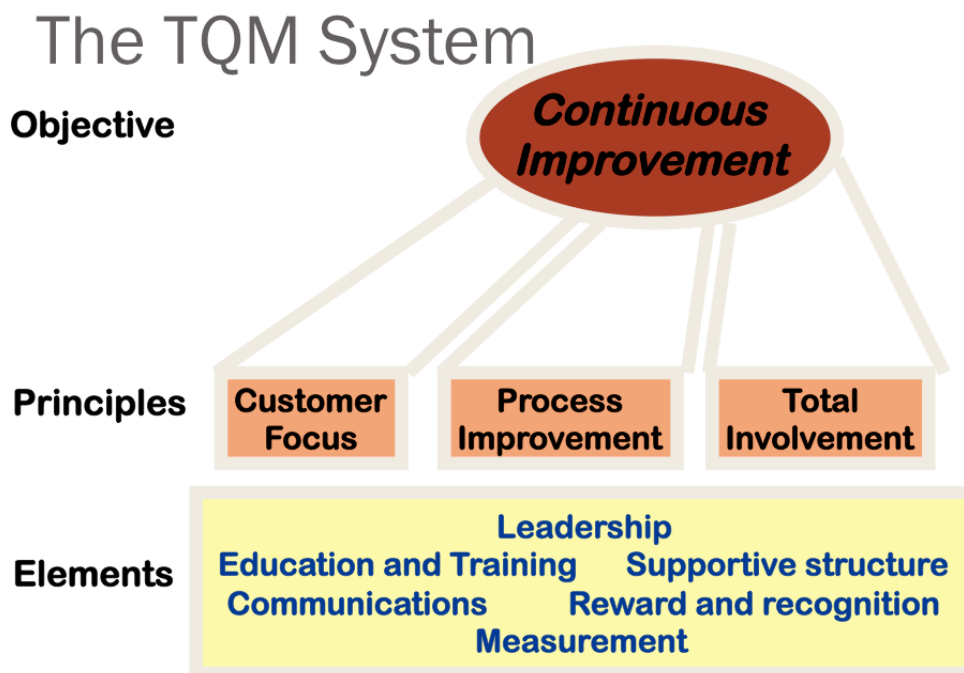 The TQM System
Objective
Continuous
Improvement
Principles
Customer
Focus
Process
Improvement
Total
Involvement
Elements
Leadership
Education and Training Supportive structure
Communications Reward and recognition
Measurement